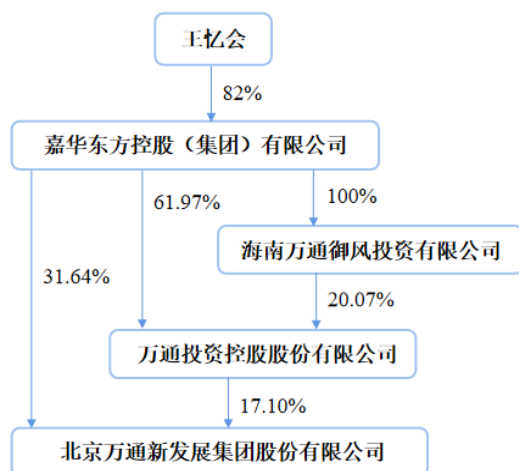 王忆会
82%
嘉华东方控股（集团）有限公司
61.97%
100%
海南万通御风投资有限公司
31.64%
20.07%
万通投资控股股份有限公司
17.10%
北京万通新发展集团股份有限公司